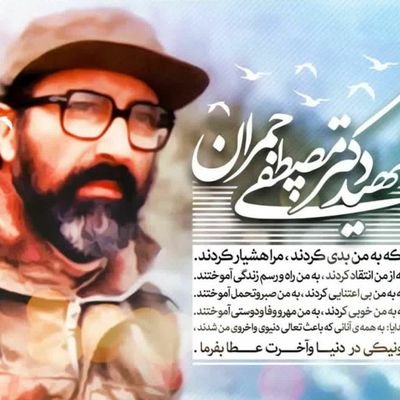 شهید دکتر مصطفی چمران
که به من بدی کردند، مرا هشیار کردند.
ه از من انتقاد کردند، به من راه و رسم زندگی آموختند.
که به من بی اعتنایی کردند، به من صبر و تحمل آموختند.
که به من خوبی کردند، به من مهر و وفا و دوستی آموختند.
دایا: به همه ی آنانی که باعث تعالی دنیوی و اخروی من شدند،
ونیکی در دنیا و آخرت عطا بفرما.